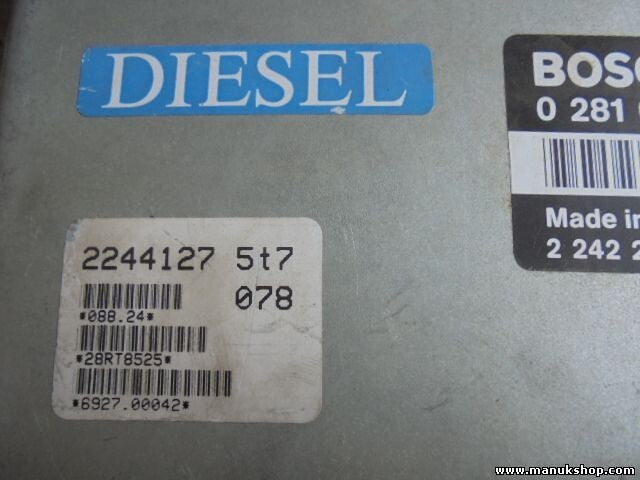 DIESEL
BOSC
0 281
Made in
2 242 2
2244127 5t7
078
*088.24*
*28RT8525*
*6927.00042*
www.manukshop.com